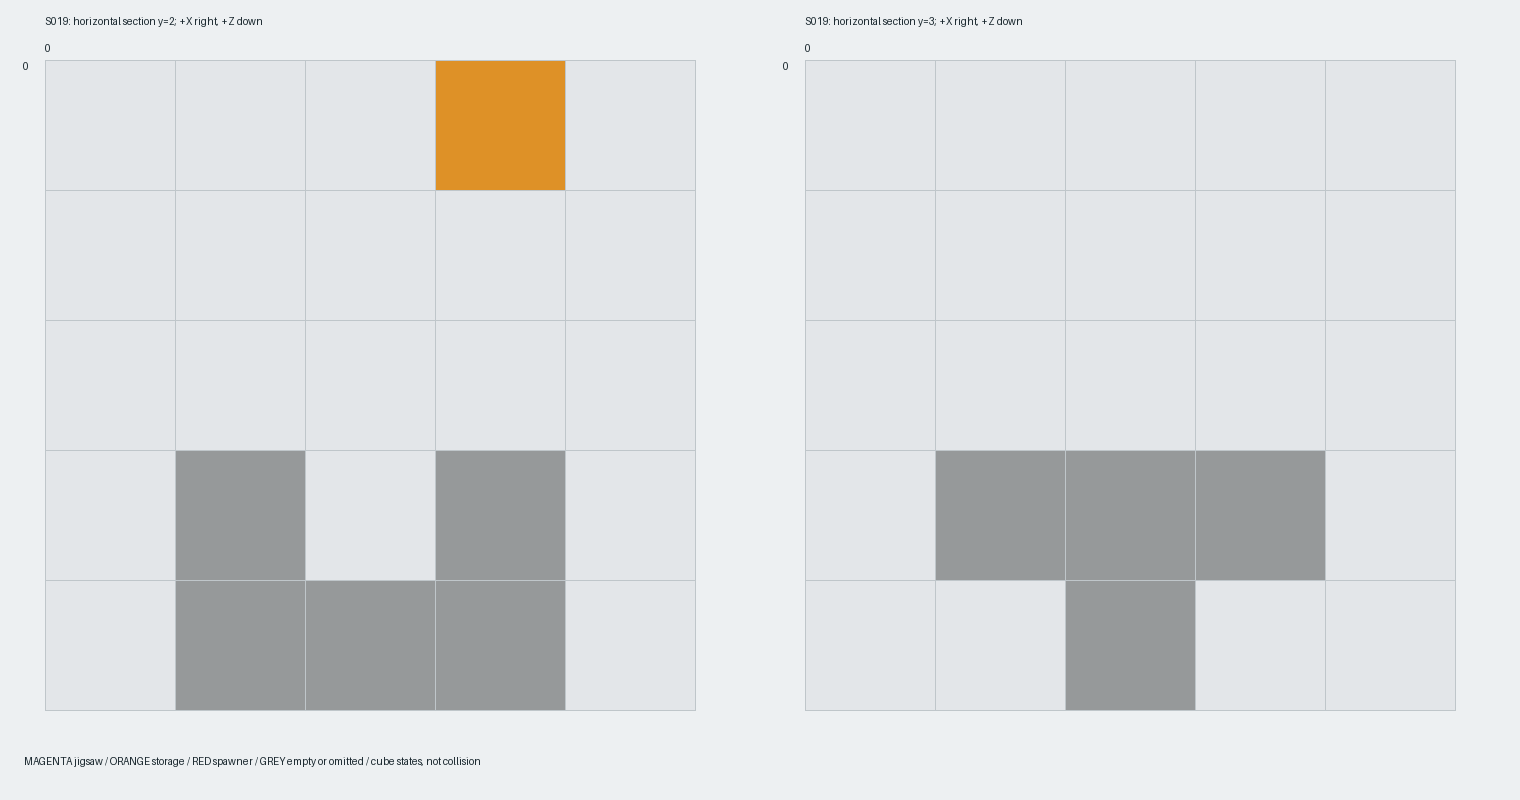 S019: horizontal section y=2; +X right, +Z down
0
0
S019: horizontal section y=3; +X right, +Z down
0
0
MAGENTA jigsaw / ORANGE storage / RED spawner / GREY empty or omitted / cube states, not collision